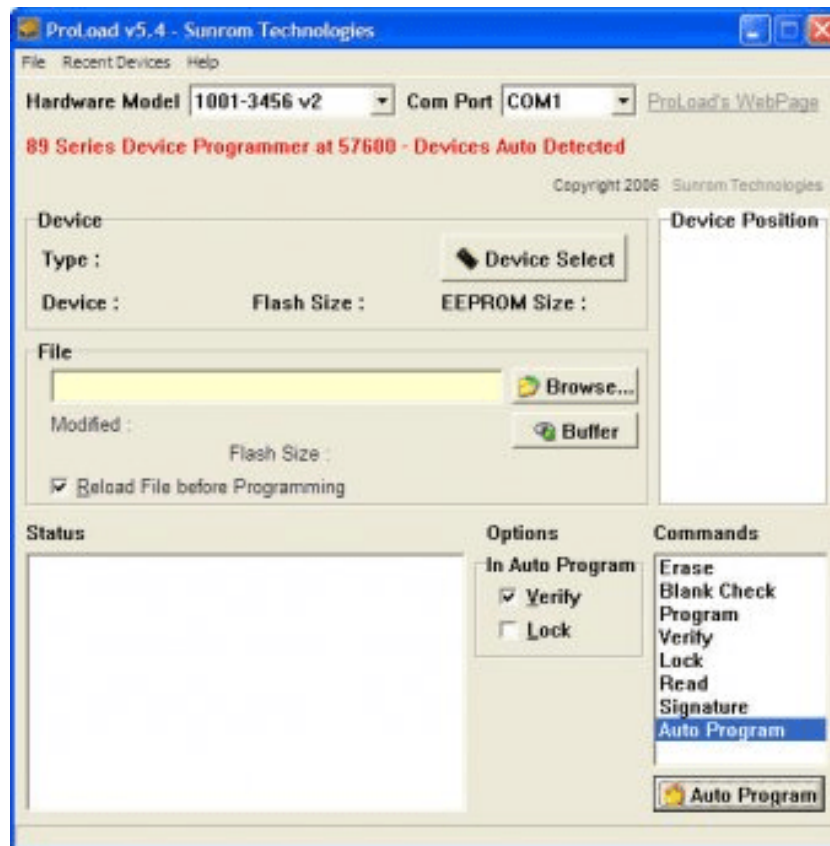 ProLoad v5.4 - Sunrom Technologies
File Recent Devices Help
Hardware Model 1001-3456 v2 Com Port COM1 ProLoad's WebPage
89 Series Device Programmer at 57600 - Devices Auto Detected
Copyright 2006 Sunrom Technologies
Device
Type :
Device Select
Device : Flash Size : EEPROM Size :
Device Position
File
Browse...
Modified :
Buffer
Flash Size :
Reload File before Programming
Status
Options
In Auto Program
Verify
Lock
Commands
Erase
Blank Check
Program
Verify
Lock
Read
Signature
Auto Program
Auto Program